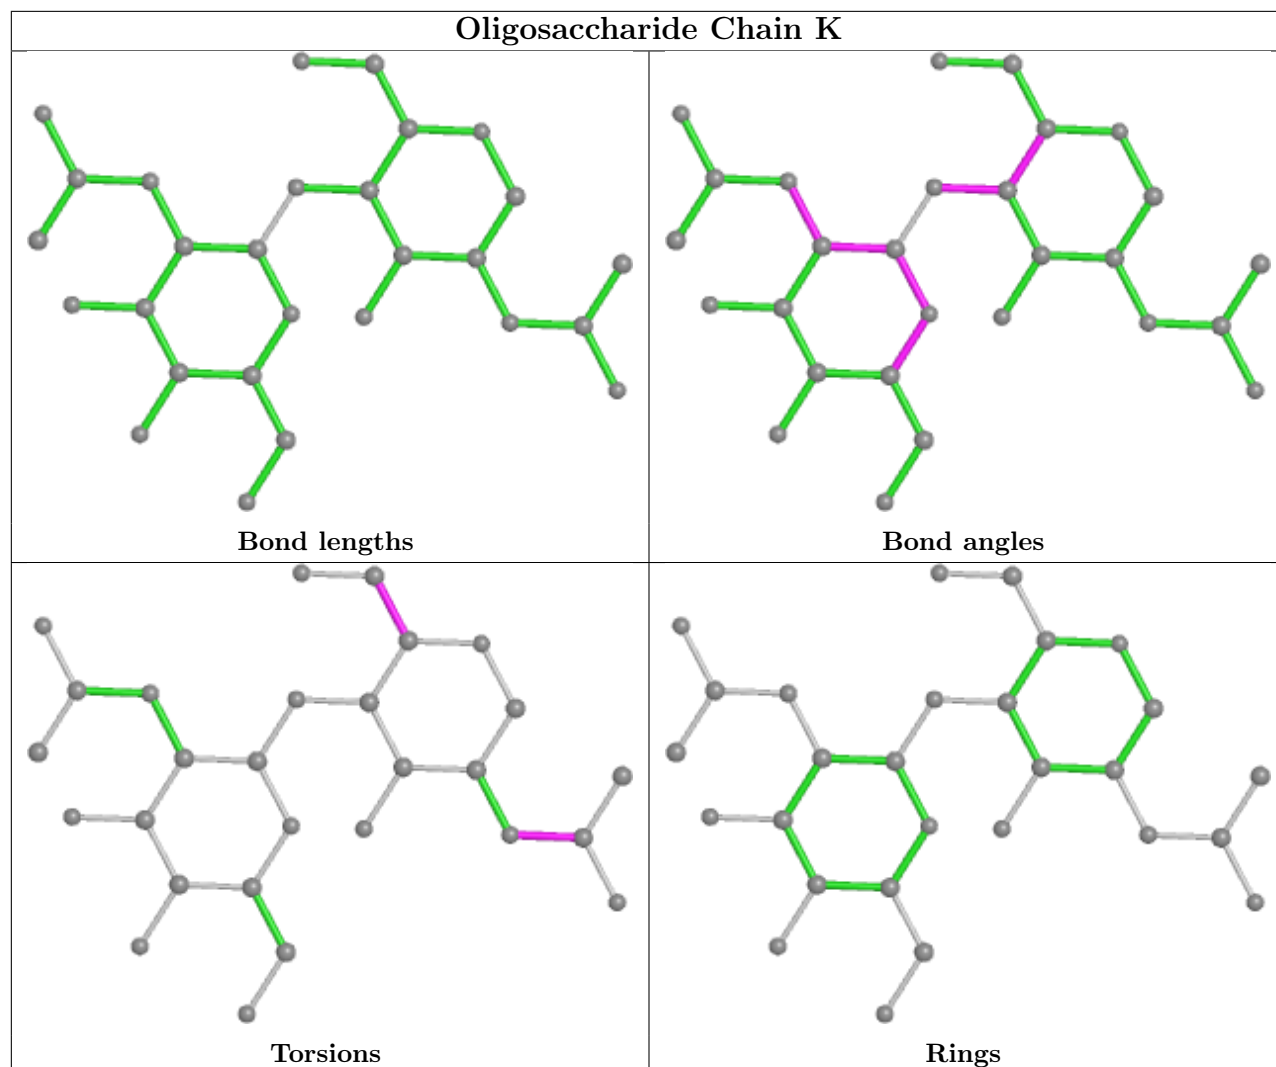 Oligosaccharide Chain K
Bond lengths
Bond angles
Torsions
Rings